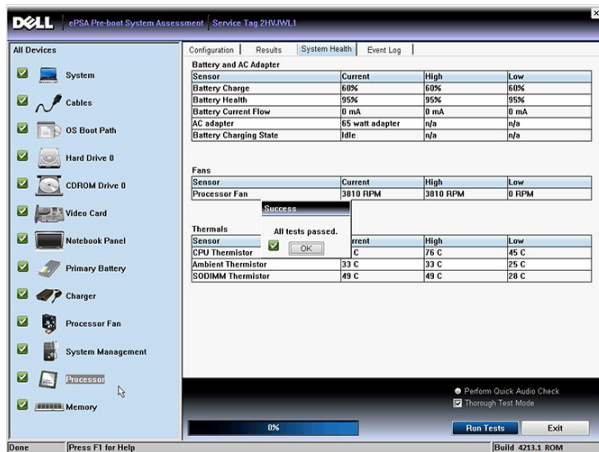 DELL ePSA Pre-boot System Assessment Service Tag 2HVJWL1
All Devices
System
Cables
OS Boot Path
Hard Drive 0
CDROM Drive 0
Video Card
Notebook Panel
Primary Battery
Charger
Processor Fan
System Management
Processor
Memory
Configuration Results System Health Event Log
Battery and AC Adapter
Sensor Current High Low
Battery Charge 60% 60% 60%
Battery Health 95% 95% 95%
Battery Current Flow 0 mA 0 mA 0 mA
AC adapter 65 watt adapter n/a n/a
Battery Charging State Idle n/a n/a
Fans
Sensor Current High Low
Processor Fan 3810 RPM 3810 RPM 0 RPM
Success
All tests passed.
OK
Thermals
Sensor rrent High Low
CPU Thermistor C 76 C 45 C
Ambient Thermistor 33 C 33 C 25 C
SODIMM Thermistor 49 C 49 C 28 C
Perform Quick Audio Check
Thorough Test Mode
0% Run Tests Exit
Done Press F1 for Help Build 4213.1 ROM